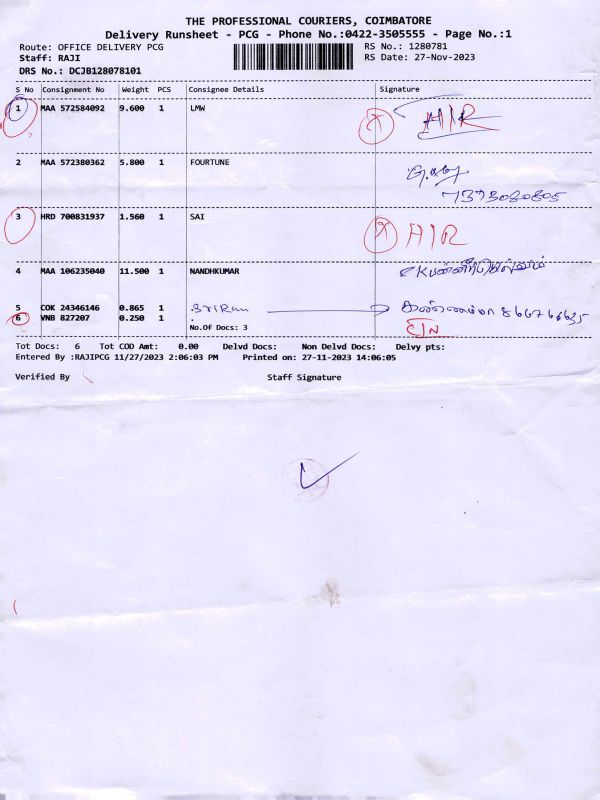 THE PROFESSIONAL COURIERS, COIMBATORE
Delivery Runsheet - PCG - Phone No.:0422-3505555 - Page No.:1
Route: OFFICE DELIVERY PCG RS No.: 1280781
Staff: RAJI RS Date: 27-Nov-2023
DRS No.: DCJB128078101
S No Consignment No Weight PCS Consignee Details Signature
1 MAA 572584092 9.600 1 LMW AIR
2 MAA 572380362 5.800 1 FOURTUNE
7373030805
3 HRD 700831937 1.560 1 SAI AIR
4 MAA 106235040 11.500 1 NANDHKUMAR
5 COK 24346146 0.865 1 கண்ணம்மா
6 VNB 827207 0.250 1 . C/N
No.Of Docs: 3
Tot Docs: 6 Tot COD Amt: 0.00 Delvd Docs: Non Delvd Docs: Delvy pts:
Entered By :RAJIPCG 11/27/2023 2:06:03 PM Printed on: 27-11-2023 14:06:05
Verified By Staff Signature